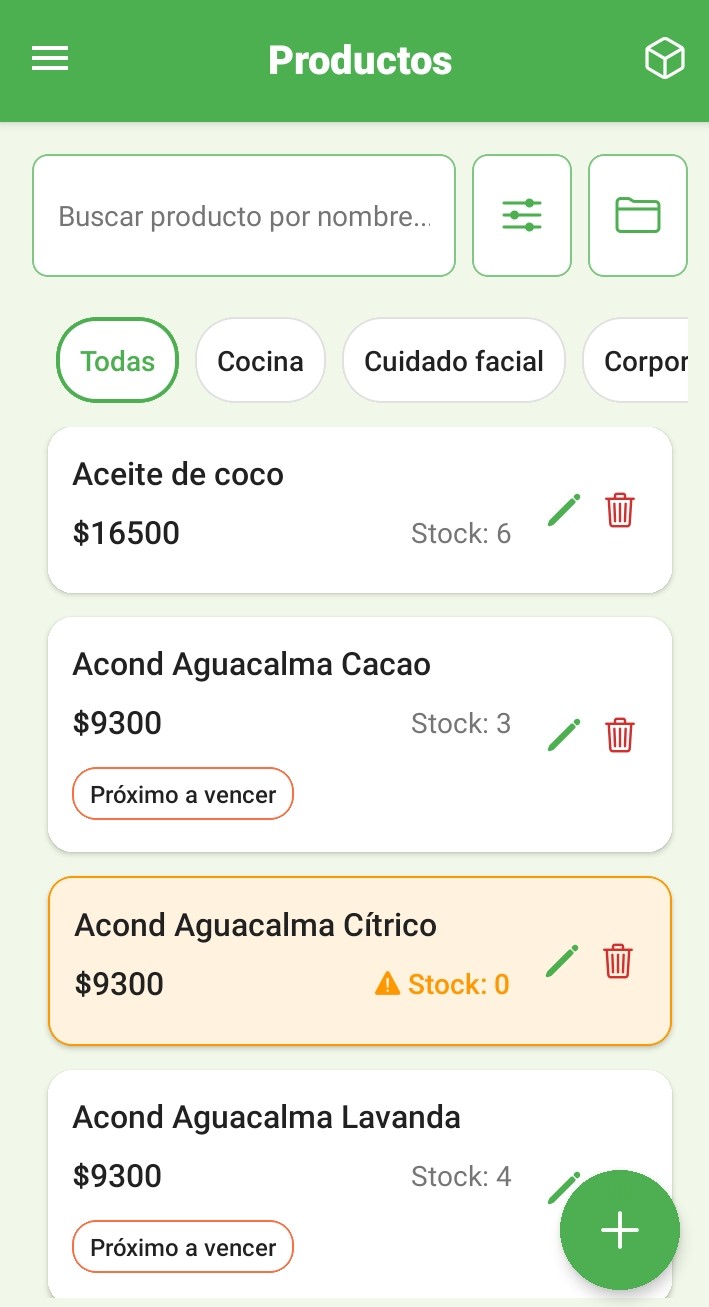 Productos
Buscar producto por nombre...
Todas
Cocina
Cuidado facial
Corpor
Aceite de coco
$16500
Stock: 6
Acond Aguacalma Cacao
$9300
Stock: 3
Próximo a vencer
Acond Aguacalma Cítrico
$9300
Stock: 0
Acond Aguacalma Lavanda
$9300
Stock: 4
Próximo a vencer